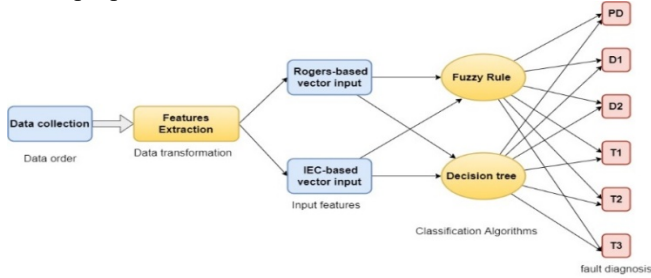 Data collection
Data order
Features
Extraction
Data transformation
Rogers-based
vector input
IEC-based
vector input
Input features
Fuzzy Rule
Decision tree
Classification Algorithms
PD
D1
D2
T1
T2
T3
fault diagnosis